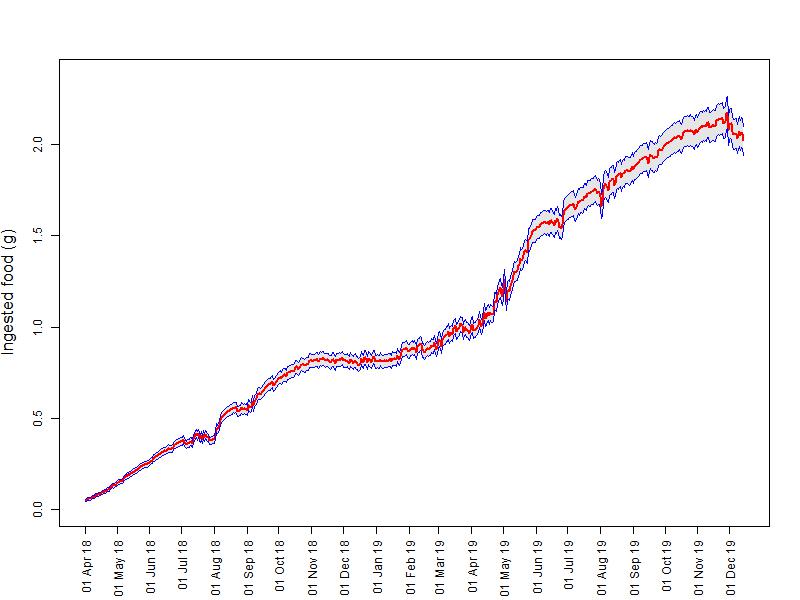 Ingested food (g)
2.0
1.5
1.0
0.5
0.0
01 Apr 18
01 May 18
01 Jun 18
01 Jul 18
01 Aug 18
01 Sep 18
01 Oct 18
01 Nov 18
01 Dec 18
01 Jan 19
01 Feb 19
01 Mar 19
01 Apr 19
01 May 19
01 Jun 19
01 Jul 19
01 Aug 19
01 Sep 19
01 Oct 19
01 Nov 19
01 Dec 19